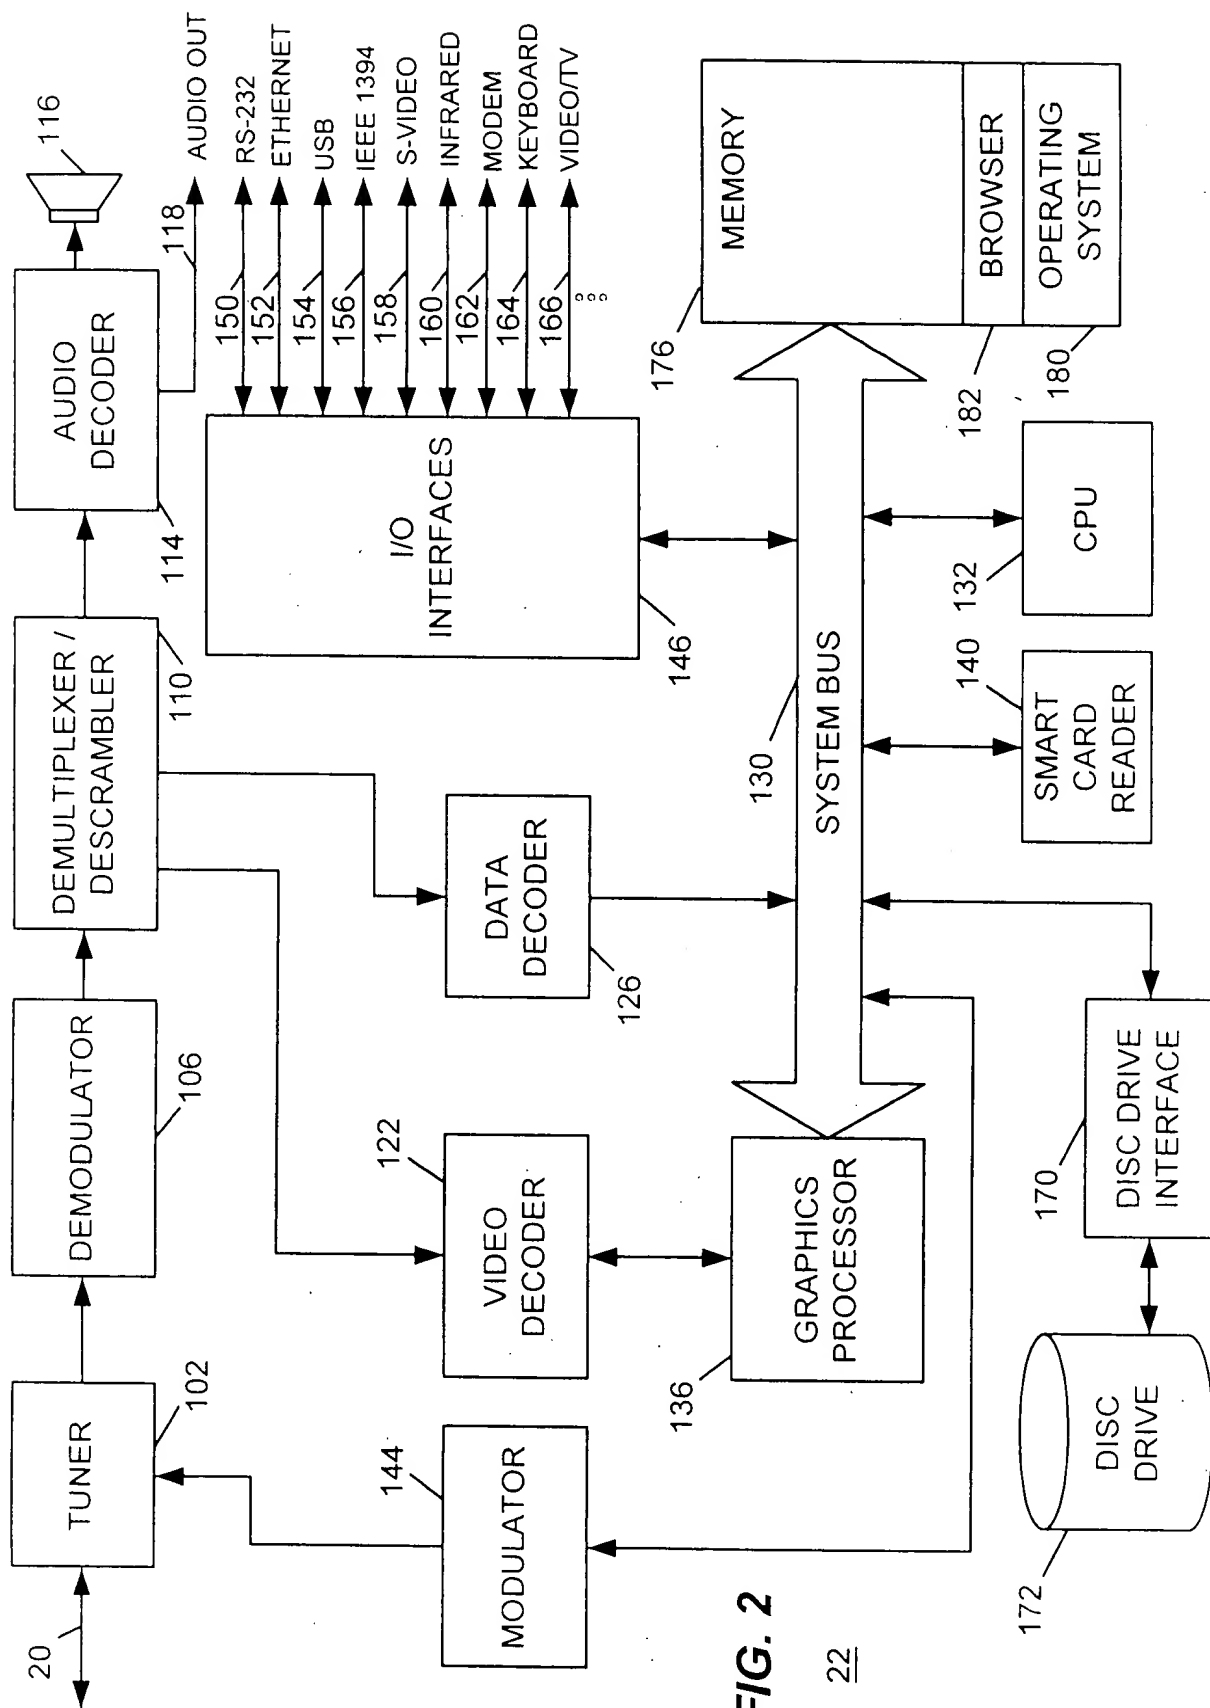 20
TUNER
102
DEMODULATOR
106
DEMULTIPLEXER /
DESCRAMBLER
110
AUDIO
DECODER
114
116
118
AUDIO OUT
150
RS-232
152
ETHERNET
154
USB
156
IEEE 1394
158
S-VIDEO
160
INFRARED
162
MODEM
164
KEYBOARD
166
VIDEO/TV
I/O
INTERFACES
146
144
MODULATOR
122
VIDEO
DECODER
DATA
DECODER
126
136
GRAPHICS
PROCESSOR
130
SYSTEM BUS
176
MEMORY
BROWSER
182
OPERATING
SYSTEM
180
132
CPU
140
SMART
CARD
READER
170
DISC DRIVE
INTERFACE
172
DISC
DRIVE
FIG. 2
22